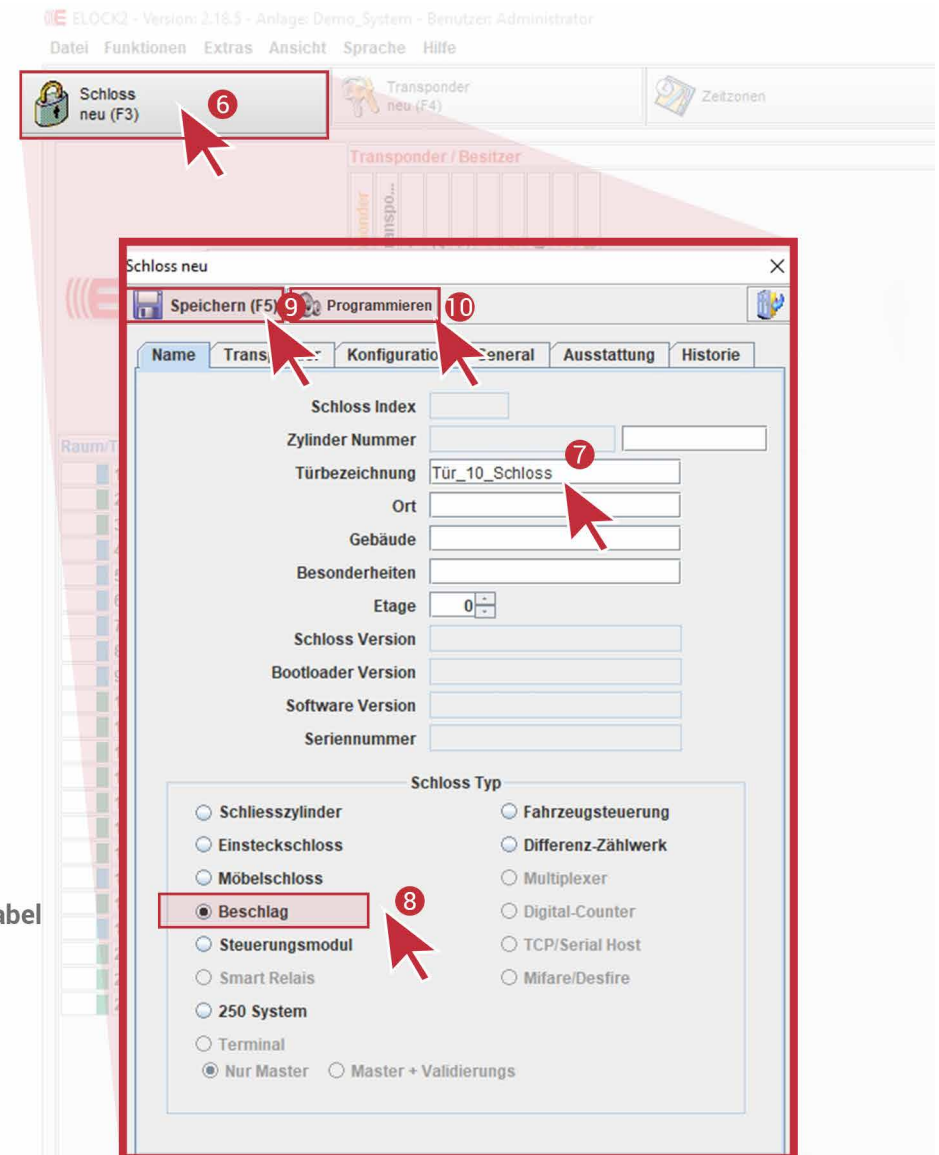 ELOCK2 - Version: 2.18.5 - Anlage: Demo_System - Benutzen Administrator
Datei Funktionen Extras Ansicht Sprache Hilfe
Schloss
neu (F3)
6
Transponder
neu (F4)
Zeitzonen
Transponder / Besitzer
Schloss neu
Speichern (F5)
9
Programmieren
10
Name
Konfiguratio
General
Ausstattung
Historie
Schloss Index
Zylinder Nummer
7
Türbezeichnung Tür_10_Schloss
Ort
Gebäude
Besonderheiten
Etage 0
Schloss Version
Bootloader Version
Software Version
Seriennummer
Schloss Typ
Schliesszylinder
Fahrzeugsteuerung
Einsteckschloss
Differenz-Zählwerk
Möbelschloss
Multiplexer
Beschlag
8
Digital-Counter
Steuerungsmodul
TCP/Serial Host
Smart Relais
Mifare/Desfire
250 System
Terminal
Nur Master
Master + Validierungs
abel
Raum/T